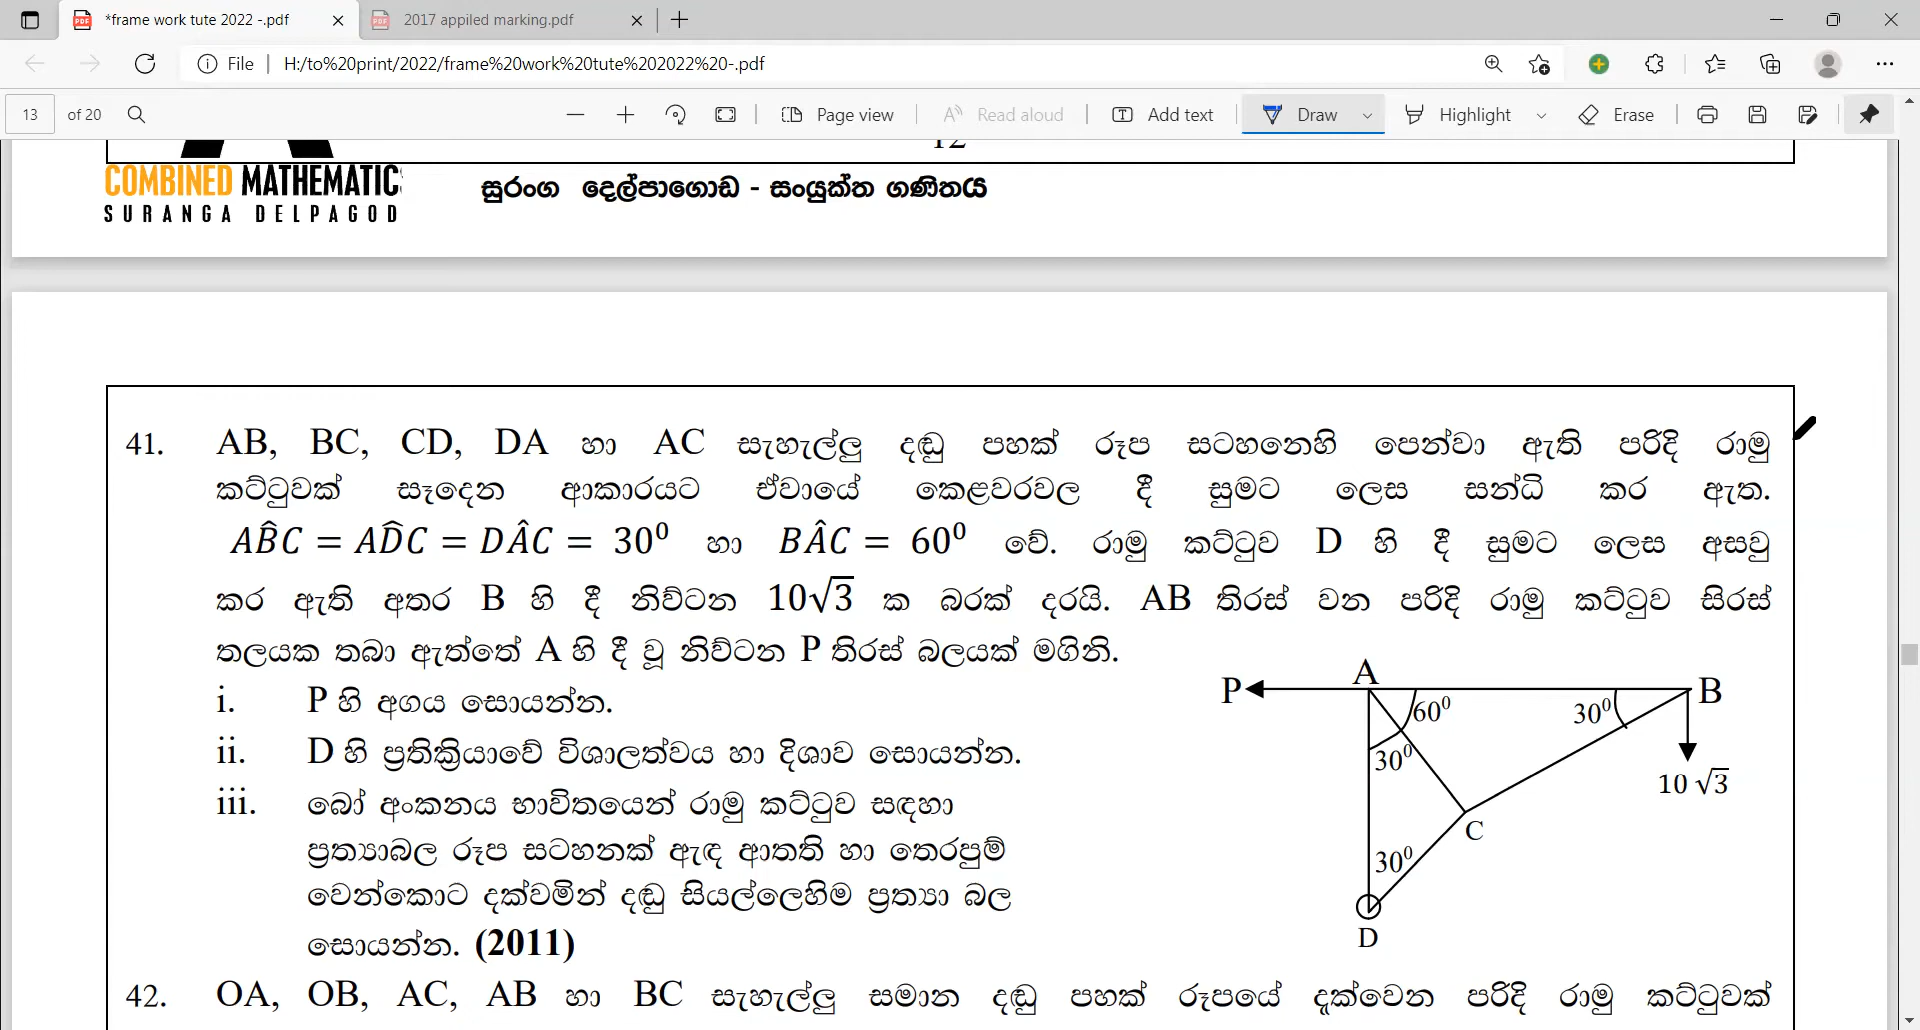 *frame work tute 2022 -.pdf
2017 appiled marking.pdf
File
H:/to%20print/2022/frame%20work%20tute%202022%20-.pdf
13 of 20
Page view
Read aloud
Add text
Draw
Highlight
Erase
12
COMBINED MATHEMATIC
SURANGA DELPAGOD
සුරංග දෙල්පාගොඩ - සංයුක්ත ගණිතය
41. AB, BC, CD, DA හා AC සැහැල්ලු දඬු පහක් රූප සටහනෙහි පෙන්වා ඇති පරිදි රාමු
කට්ටුවක් සෑදෙන ආකාරයට ඒවායේ කෙළවරවල දී සුමට ලෙස සන්ධි කර ඇත.
AB̂C = AD̂C = DÂC = 30⁰ හා BÂC = 60⁰ වේ. රාමු කට්ටුව D හි දී සුමට ලෙස අසවු
කර ඇති අතර B හි දී නිව්ටන 10√3 ක බරක් දරයි. AB තිරස් වන පරිදි රාමු කට්ටුව සිරස්
තලයක තබා ඇත්තේ A හි දී වූ නිව්ටන P තිරස් බලයක් මගිනි.
i. P හි අගය සොයන්න.
ii. D හි ප්‍රතික්‍රියාවේ විශාලත්වය හා දිශාව සොයන්න.
iii. බෝ අංකනය භාවිතයෙන් රාමු කට්ටුව සඳහා
ප්‍රත්‍යාබල රූප සටහනක් ඇඳ ආතති හා තෙරපුම්
වෙන්කොට දක්වමින් දඬු සියල්ලෙහිම ප්‍රත්‍යා බල
සොයන්න. (2011)
A
P
B
60⁰
30⁰
30⁰
10 √3
C
30⁰
D
42. OA, OB, AC, AB හා BC සැහැල්ලු සමාන දඬු පහක් රූපයේ දැක්වෙන පරිදි රාමු කට්ටුවක්